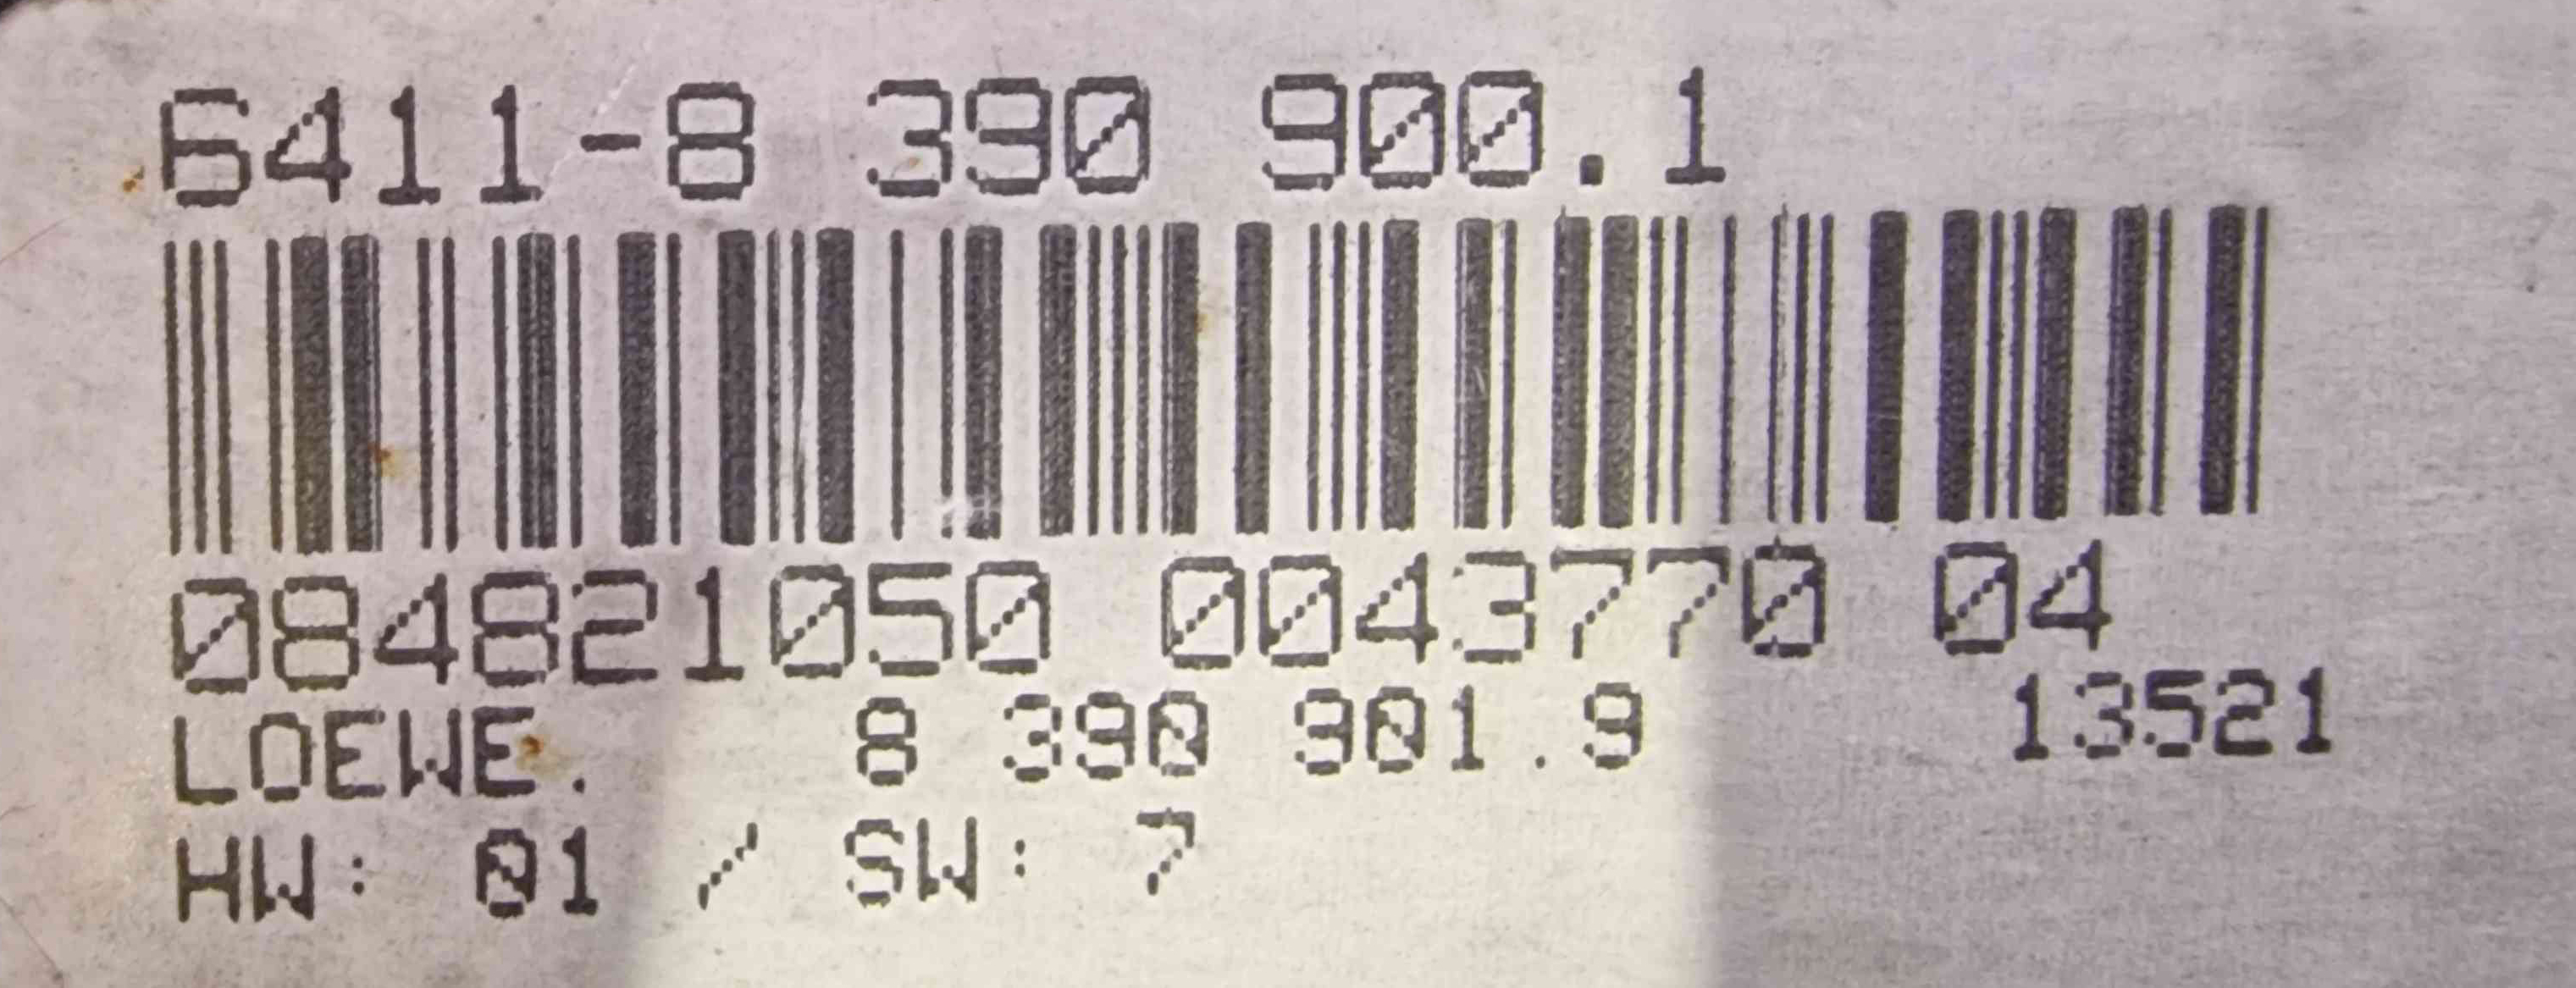 6411-8 390 900.1
084821050 0043770 04
LOEWE. 8 390 901.9 13521
HW: 01 / SW: 7